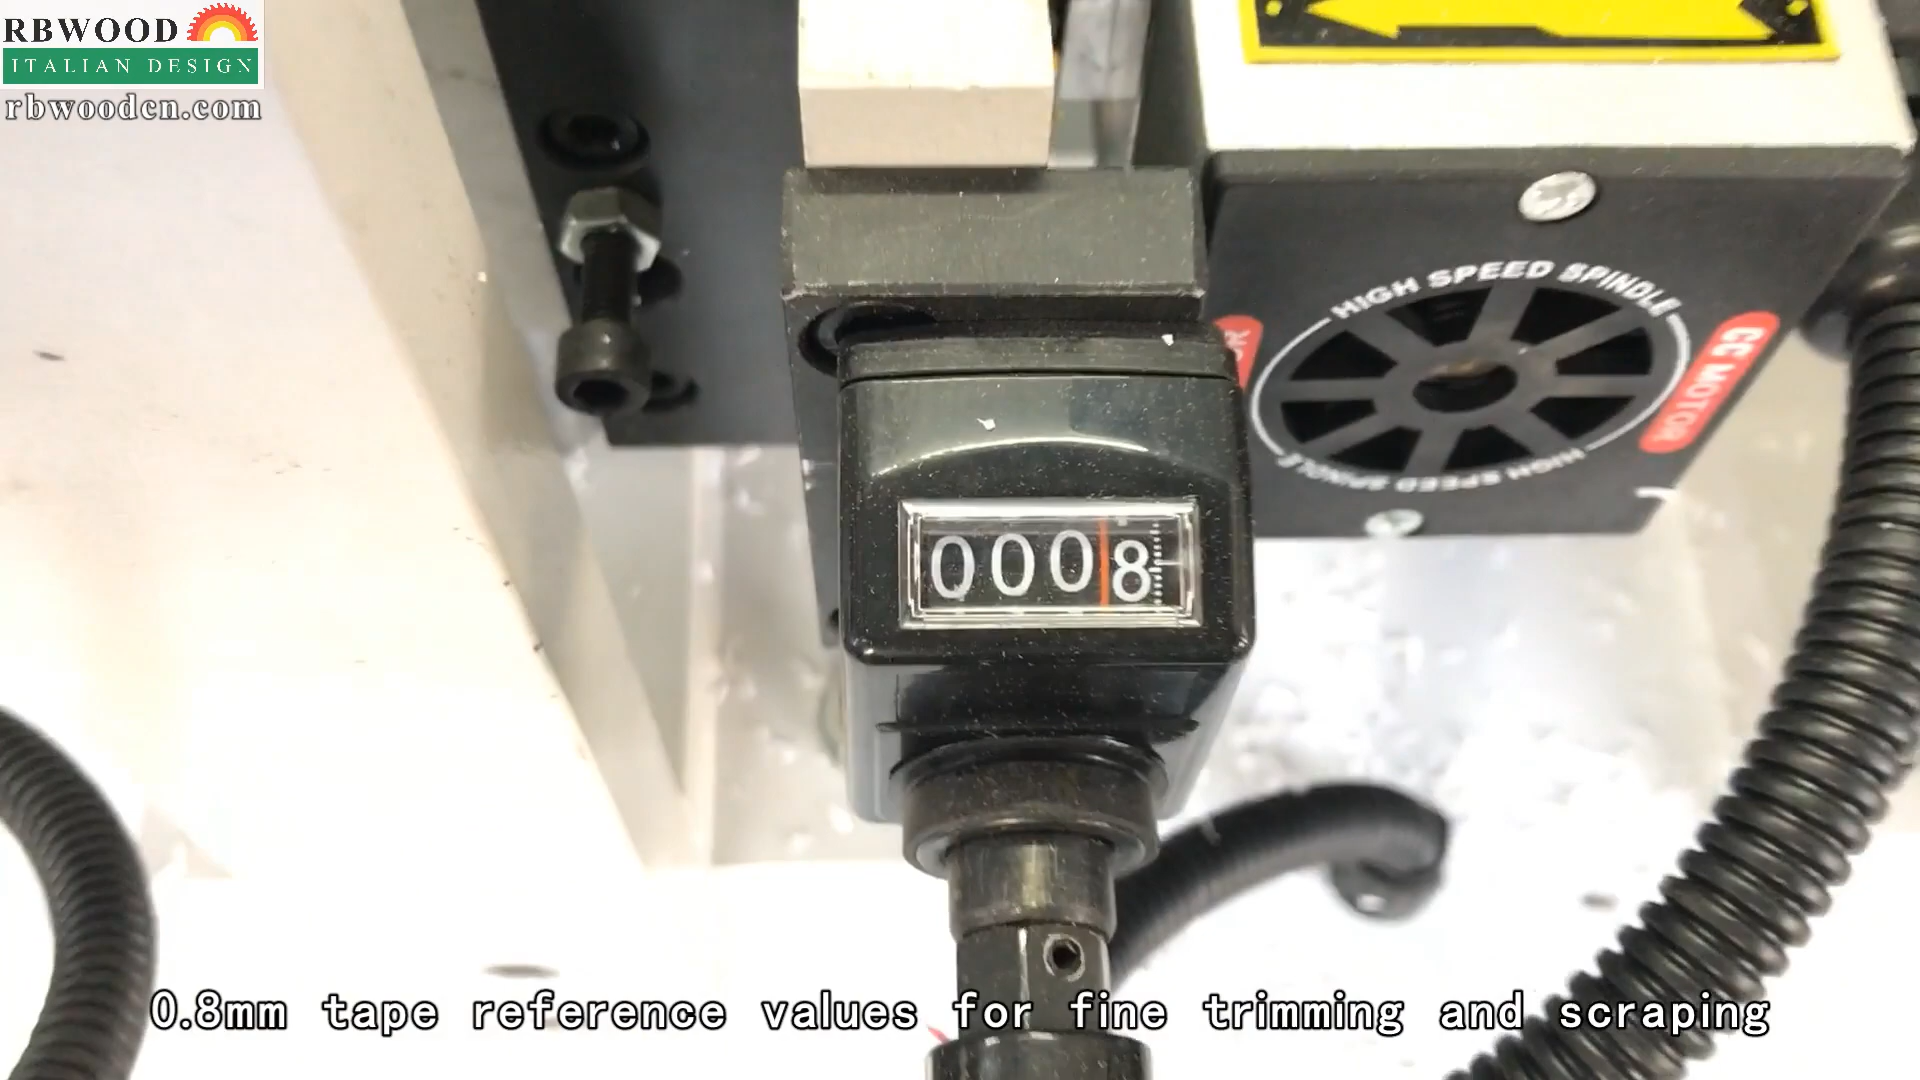 RBWOOD
ITALIAN DESIGN
rbwoodcn.com
HIGH SPEED SPINDLE
CC MOTOR
HIGH SPEED SPINDLE
0008
0.8mm tape reference values for fine trimming and scraping